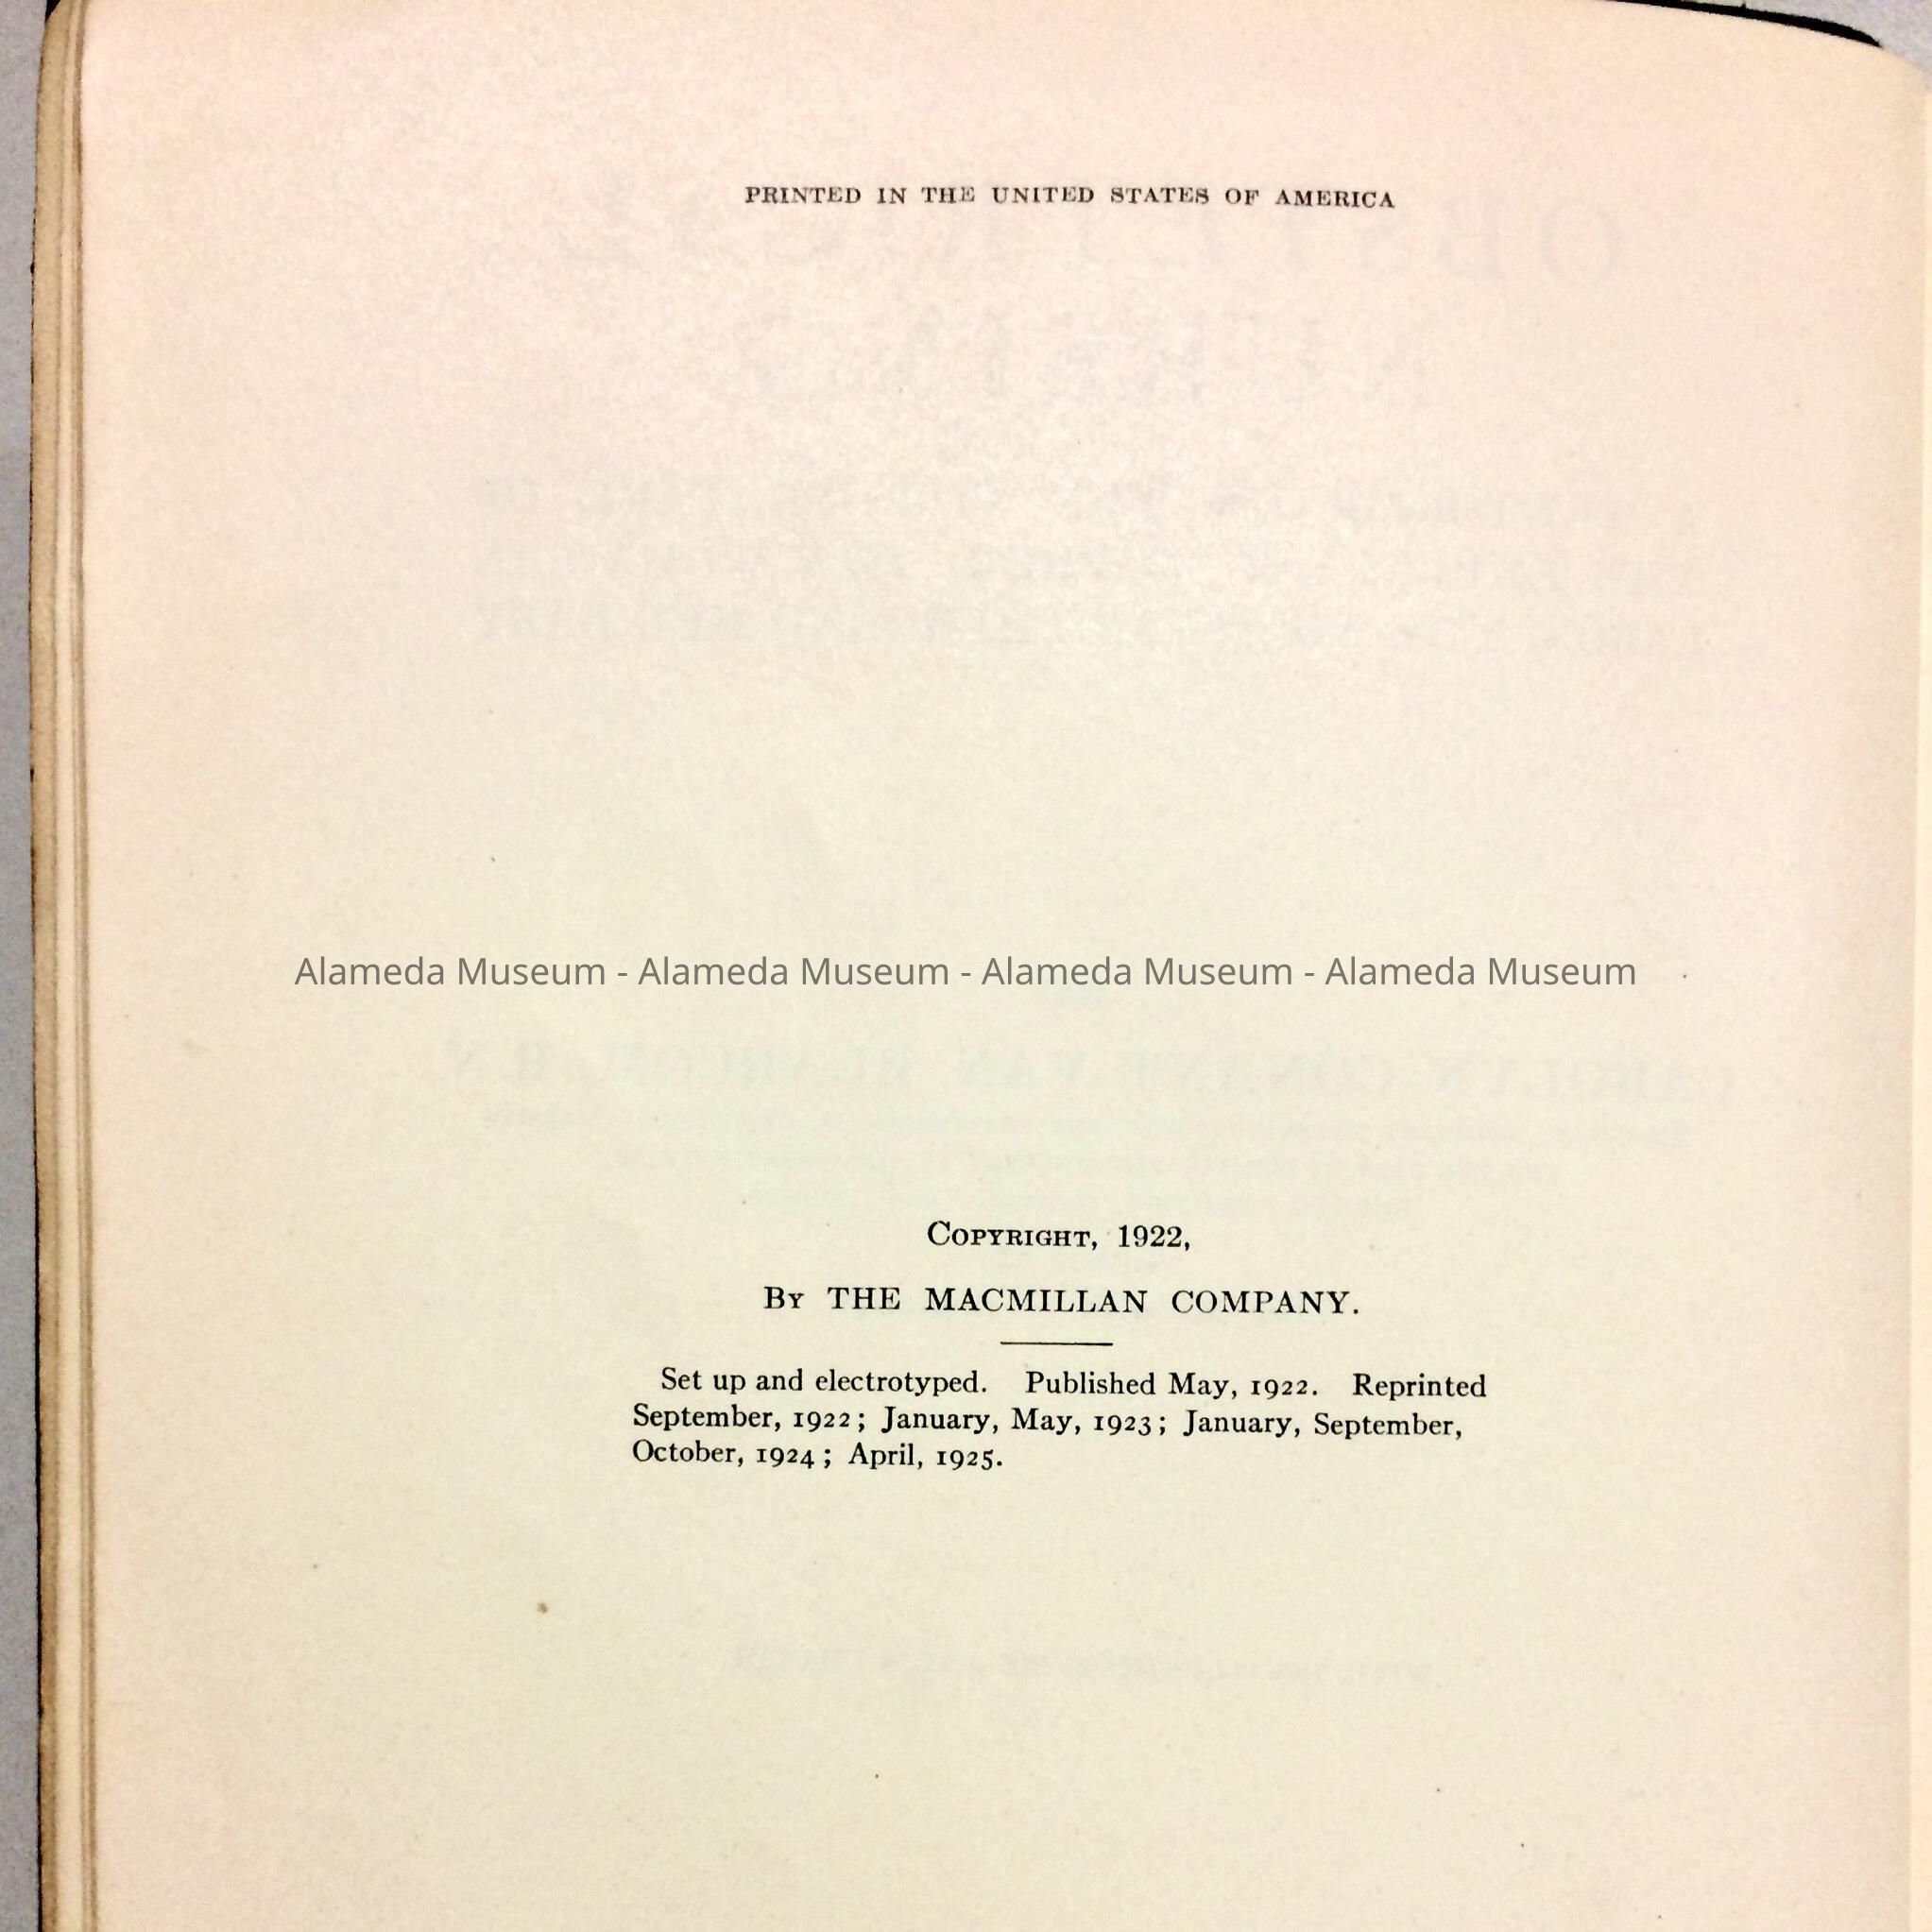 PRINTED IN THE UNITED STATES OF AMERICA
Alameda Museum - Alameda Museum - Alameda Museum - Alameda Museum
COPYRIGHT, 1922,
BY THE MACMILLAN COMPANY.
Set up and electrotyped. Published May, 1922. Reprinted
September, 1922; January, May, 1923; January, September,
October, 1924; April, 1925.